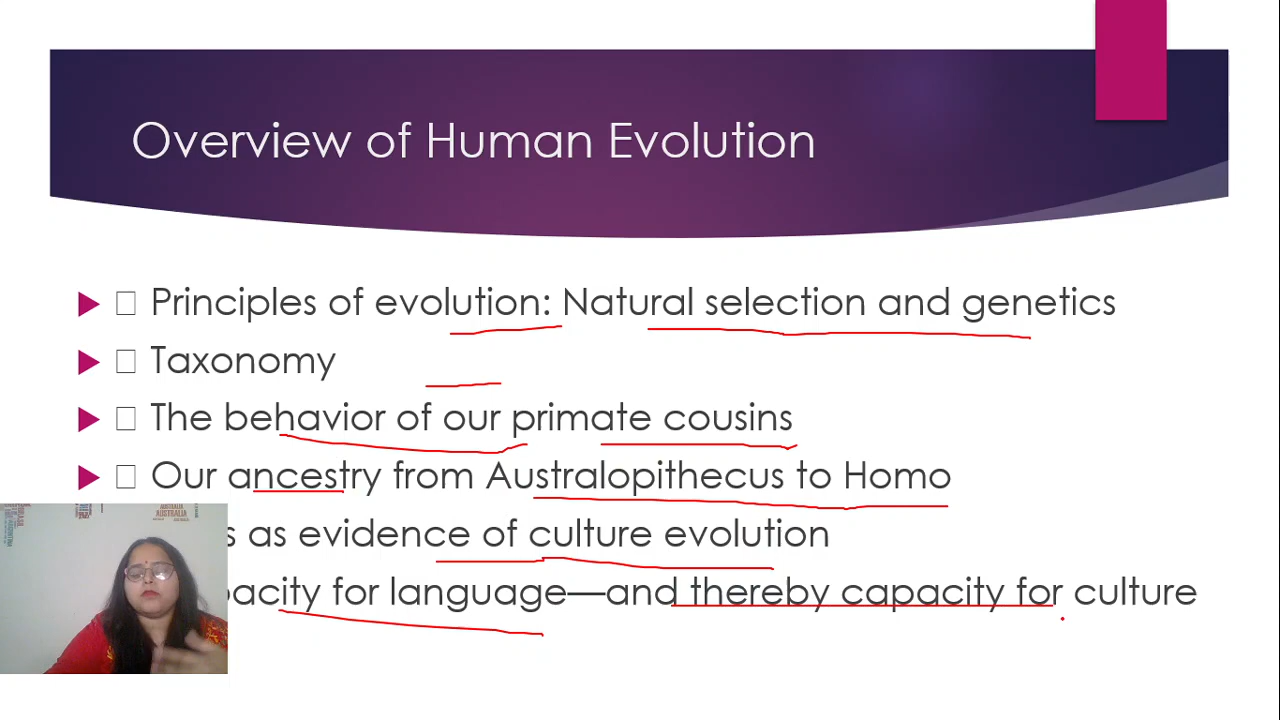 Overview of Human Evolution
Principles of evolution: Natural selection and genetics
Taxonomy
The behavior of our primate cousins
Our ancestry from Australopithecus to Homo
as evidence of culture evolution
for language—and thereby capacity for culture